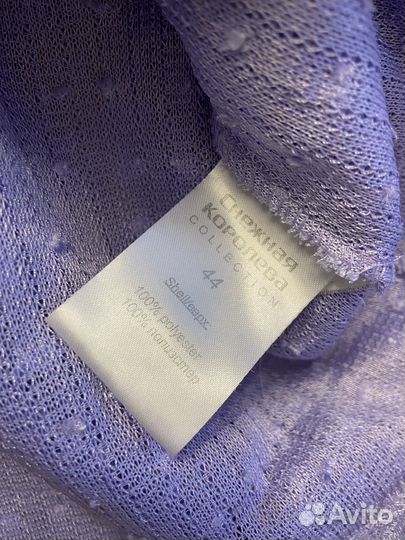 Снежная
Королева
COLLECTION
44
Shell/верх:
100% polyester
100% полиэстер
Avito